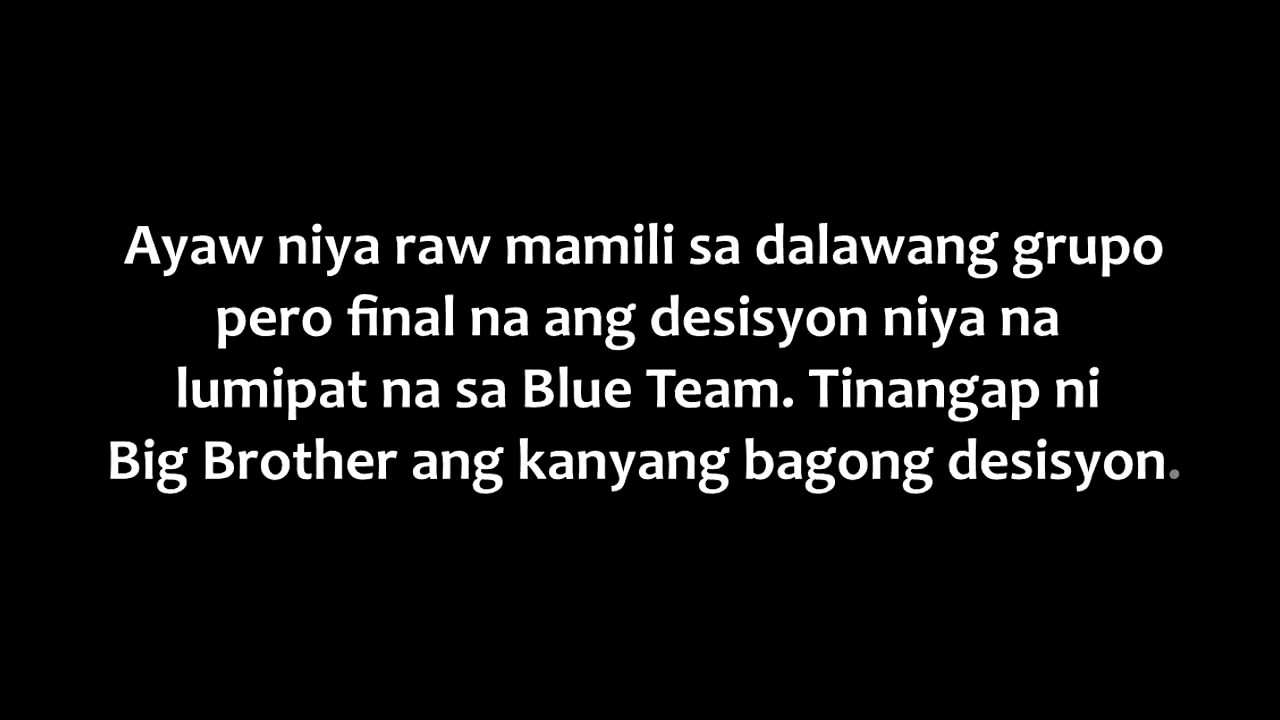 Ayaw niya raw mamili sa dalawang grupo
pero final na ang desisyon niya na
lumipat na sa Blue Team. Tinangap ni
Big Brother ang kanyang bagong desisyon.